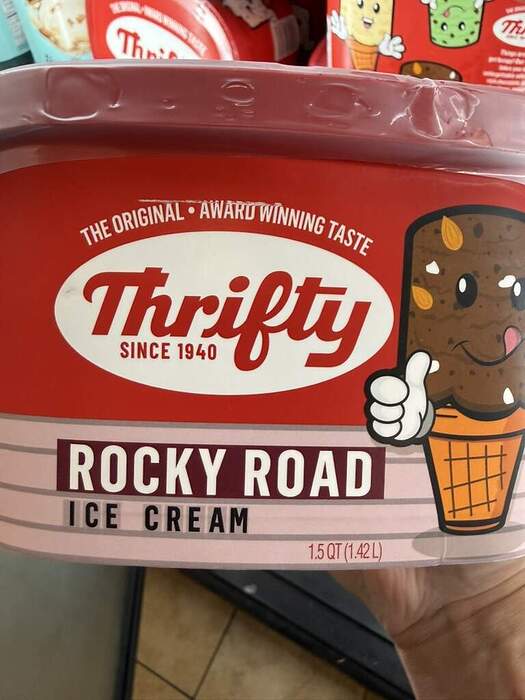 THE ORIGINAL • AWARD WINNING TASTE
Thrifty
SINCE 1940
ROCKY ROAD
ICE CREAM
1.5 QT (1.42 L)